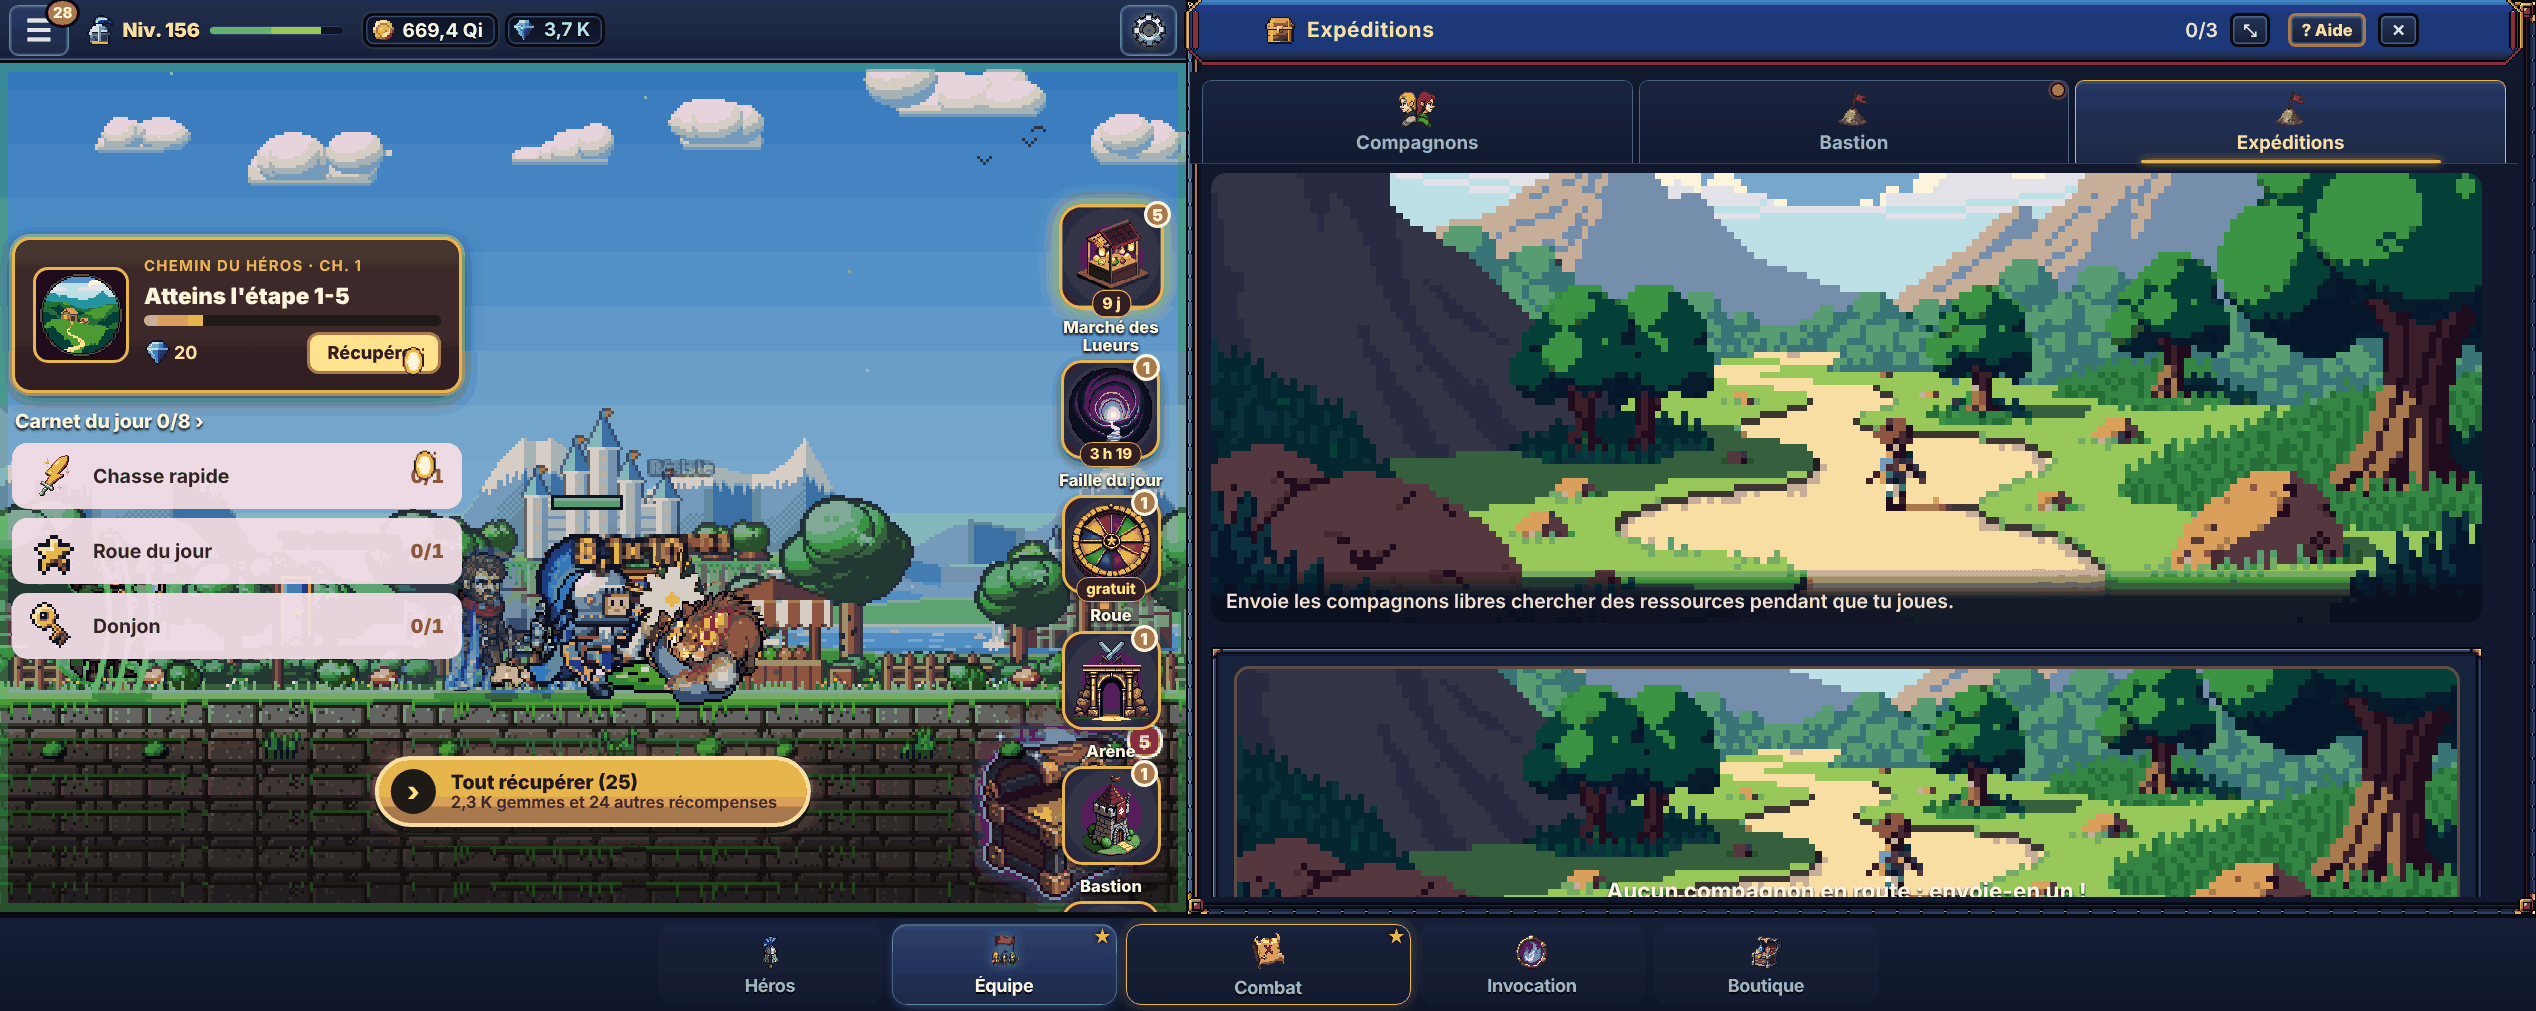 28
Niv. 156
669,4 Qi
3,7 K
Expéditions
0/3
? Aide
Compagnons
Bastion
Expéditions
CHEMIN DU HÉROS · CH. 1
Atteins l'étape 1-5
20
Carnet du jour 0/8 ›
Chasse rapide
Roue du jour
0/1
Donjon
0/1
5
9 j
Marché des
Lueurs
1
3 h 19
Faille du jour
1
gratuit
Roue
1
Arène
5
1
Bastion
Tout récupérer (25)
2,3 K gemmes et 24 autres récompenses
Envoie les compagnons libres chercher des ressources pendant que tu joues.
Aucun compagnon en route : envoie-en un !
Héros
Équipe
Combat
Invocation
Boutique